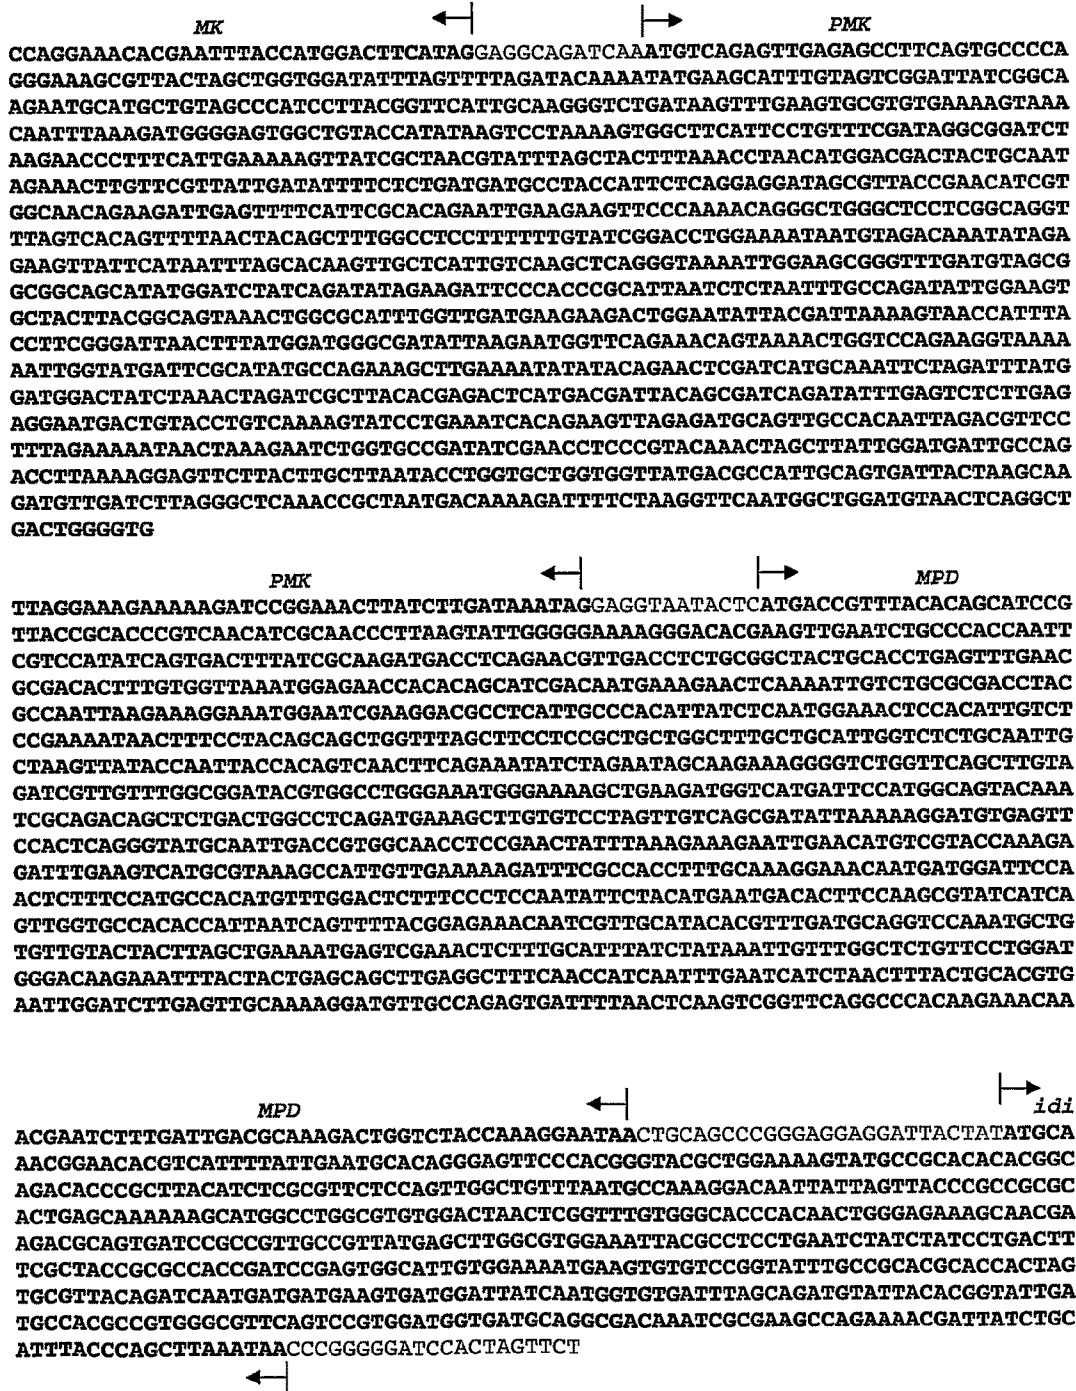 MK PMK
CCAGGAAACACGAATTTACCATGGACTTCATAGGAGGCAGATCAAATGTCAGAGTTGAGAGCCTTCAGTGCCCCA
GGGAAAGCGTTACTAGCTGGTGGATATTTAGTTTTAGATACAAAATATGAAGCATTTGTAGTCGGATTATCGGCA
AGAATGCATGCTGTAGCCCATCCTTACGGTTCATTGCAAGGGTCTGATAAGTTTGAAGTGCGTGTGAAAAGTAAA
CAATTTAAAGATGGGGAGTGGCTGTACCATATAAGTCCTAAAAGTGGCTTCATTCCTGTTTCGATAGGCGGATCT
AAGAACCCTTTCATTGAAAAAGTTATCGCTAACGTATTTAGCTACTTTAAACCTAACATGGACGACTACTGCAAT
AGAAACTTGTTCGTTATTGATATTTTCTCTGATGATGCCTACCATTCTCAGGAGGATAGCGTTACCGAACATCGT
GGCAACAGAAGATTGAGTTTTCATTCGCACAGAATTGAAGAAGTTCCCAAAACAGGGCTGGGCTCCTCGGCAGGT
TTAGTCACAGTTTTAACTACAGCTTTGGCCTCCTTTTTTGTATCGGACCTGGAAAATAATGTAGACAAATATAGA
GAAGTTATTCATAATTTAGCACAAGTTGCTCATTGTCAAGCTCAGGGTAAAATTGGAAGCGGGTTTGATGTAGCG
GCGGCAGCATATGGATCTATCAGATATAGAAGATTCCCACCCGCATTAATCTCTAATTTGCCAGATATTGGAAGT
GCTACTTACGGCAGTAAACTGGCGCATTTGGTTGATGAAGAAGACTGGAATATTACGATTAAAAGTAACCATTTA
CCTTCGGGATTAACTTTATGGATGGGCGATATTAAGAATGGTTCAGAAACAGTAAAACTGGTCCAGAAGGTAAAA
AATTGGTATGATTCGCATATGCCAGAAAGCTTGAAAATATATACAGAACTCGATCATGCAAATTCTAGATTTATG
GATGGACTATCTAAACTAGATCGCTTACACGAGACTCATGACGATTACAGCGATCAGATATTTGAGTCTCTTGAG
AGGAATGACTGTACCTGTCAAAAGTATCCTGAAATCACAGAAGTTAGAGATGCAGTTGCCACAATTAGACGTTCC
TTTAGAAAAATAACTAAAGAATCTGGTGCCGATATCGAACCTCCCGTACAAACTAGCTTATTGGATGATTGCCAG
ACCTTAAAAGGAGTTCTTACTTGCTTAATACCTGGTGCTGGTGGTTATGACGCCATTGCAGTGATTACTAAGCAA
GATGTTGATCTTAGGGCTCAAACCGCTAATGACAAAAGATTTTCTAAGGTTCAATGGCTGGATGTAACTCAGGCT
GACTGGGGTG
PMK MPD
TTAGGAAAGAAAAAGATCCGGAAACTTATCTTGATAAATAGGAGGTAATACTCATGACCGTTTACACAGCATCCG
TTACCGCACCCGTCAACATCGCAACCCTTAAGTATTGGGGGAAAAGGGACACGAAGTTGAATCTGCCCACCAATT
CGTCCATATCAGTGACTTTATCGCAAGATGACCTCAGAACGTTGACCTCTGCGGCTACTGCACCTGAGTTTGAAC
GCGACACTTTGTGGTTAAATGGAGAACCACACAGCATCGACAATGAAAGAACTCAAAATTGTCTGCGCGACCTAC
GCCAATTAAGAAAGGAAATGGAATCGAAGGACGCCTCATTGCCCACATTATCTCAATGGAAACTCCACATTGTCT
CCGAAAATAACTTTCCTACAGCAGCTGGTTTAGCTTCCTCCGCTGCTGGCTTTGCTGCATTGGTCTCTGCAATTG
CTAAGTTATACCAATTACCACAGTCAACTTCAGAAATATCTAGAATAGCAAGAAAGGGGTCTGGTTCAGCTTGTA
GATCGTTGTTTGGCGGATACGTGGCCTGGGAAATGGGAAAAGCTGAAGATGGTCATGATTCCATGGCAGTACAAA
TCGCAGACAGCTCTGACTGGCCTCAGATGAAAGCTTGTGTCCTAGTTGTCAGCGATATTAAAAAGGATGTGAGTT
CCACTCAGGGTATGCAATTGACCGTGGCAACCTCCGAACTATTTAAAGAAAGAATTGAACATGTCGTACCAAAGA
GATTTGAAGTCATGCGTAAAGCCATTGTTGAAAAAGATTTCGCCACCTTTGCAAAGGAAACAATGATGGATTCCA
ACTCTTTCCATGCCACATGTTTGGACTCTTTCCCTCCAATATTCTACATGAATGACACTTCCAAGCGTATCATCA
GTTGGTGCCACACCATTAATCAGTTTTACGGAGAAACAATCGTTGCATACACGTTTGATGCAGGTCCAAATGCTG
TGTTGTACTACTTAGCTGAAAATGAGTCGAAACTCTTTGCATTTATCTATAAATTGTTTGGCTCTGTTCCTGGAT
GGGACAAGAAATTTACTACTGAGCAGCTTGAGGCTTTCAACCATCAATTTGAATCATCTAACTTTACTGCACGTG
AATTGGATCTTGAGTTGCAAAAGGATGTTGCCAGAGTGATTTTAACTCAAGTCGGTTCAGGCCCACAAGAAACAA
MPD idi
ACGAATCTTTGATTGACGCAAAGACTGGTCTACCAAAGGAATAACTGCAGCCCGGGAGGAGGATTACTATATGCA
AACGGAACACGTCATTTTATTGAATGCACAGGGAGTTCCCACGGGTACGCTGGAAAAGTATGCCGCACACACGGC
AGACACCCGCTTACATCTCGCGTTCTCCAGTTGGCTGTTTAATGCCAAAGGACAATTATTAGTTACCCGCCGCGC
ACTGAGCAAAAAAGCATGGCCTGGCGTGTGGACTAACTCGGTTTGTGGGCACCCACAACTGGGAGAAAGCAACGA
AGACGCAGTGATCCGCCGTTGCCGTTATGAGCTTGGCGTGGAAATTACGCCTCCTGAATCTATCTATCCTGACTT
TCGCTACCGCGCCACCGATCCGAGTGGCATTGTGGAAAATGAAGTGTGTCCGGTATTTGCCGCACGCACCACTAG
TGCGTTACAGATCAATGATGATGAAGTGATGGATTATCAATGGTGTGATTTAGCAGATGTATTACACGGTATTGA
TGCCACGCCGTGGGCGTTCAGTCCGTGGATGGTGATGCAGGCGACAAATCGCGAAGCCAGAAAACGATTATCTGC
ATTTACCCAGCTTAAATAACCCGGGGGATCCACTAGTTCT